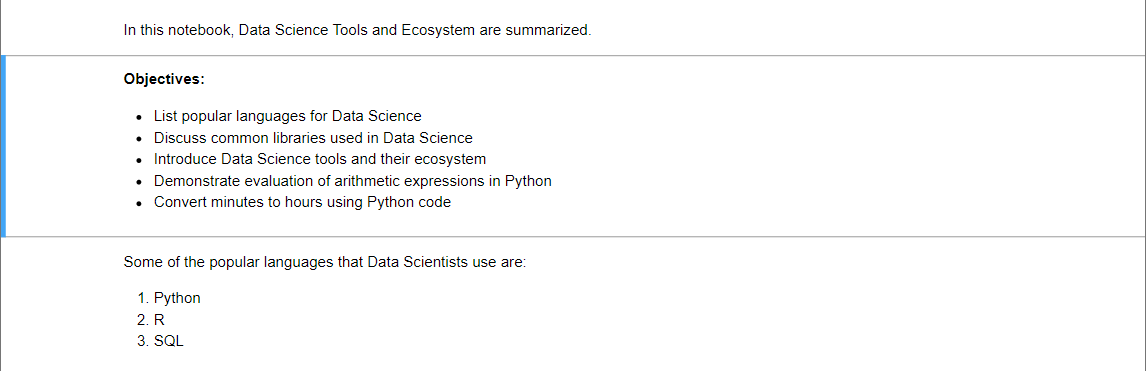 In this notebook, Data Science Tools and Ecosystem are summarized.
Objectives:
• List popular languages for Data Science
• Discuss common libraries used in Data Science
• Introduce Data Science tools and their ecosystem
• Demonstrate evaluation of arithmetic expressions in Python
• Convert minutes to hours using Python code
Some of the popular languages that Data Scientists use are:
1. Python
2. R
3. SQL